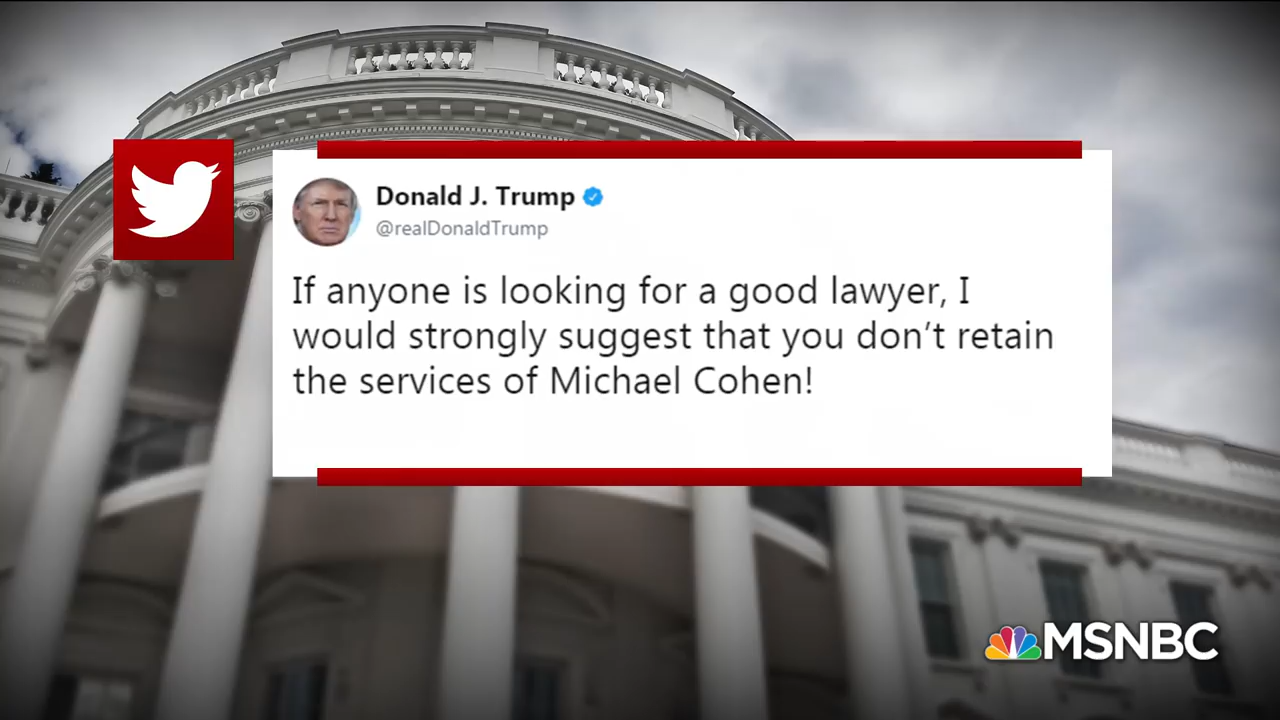 Donald J. Trump
@realDonaldTrump
If anyone is looking for a good lawyer, I
would strongly suggest that you don’t retain
the services of Michael Cohen!
MSNBC